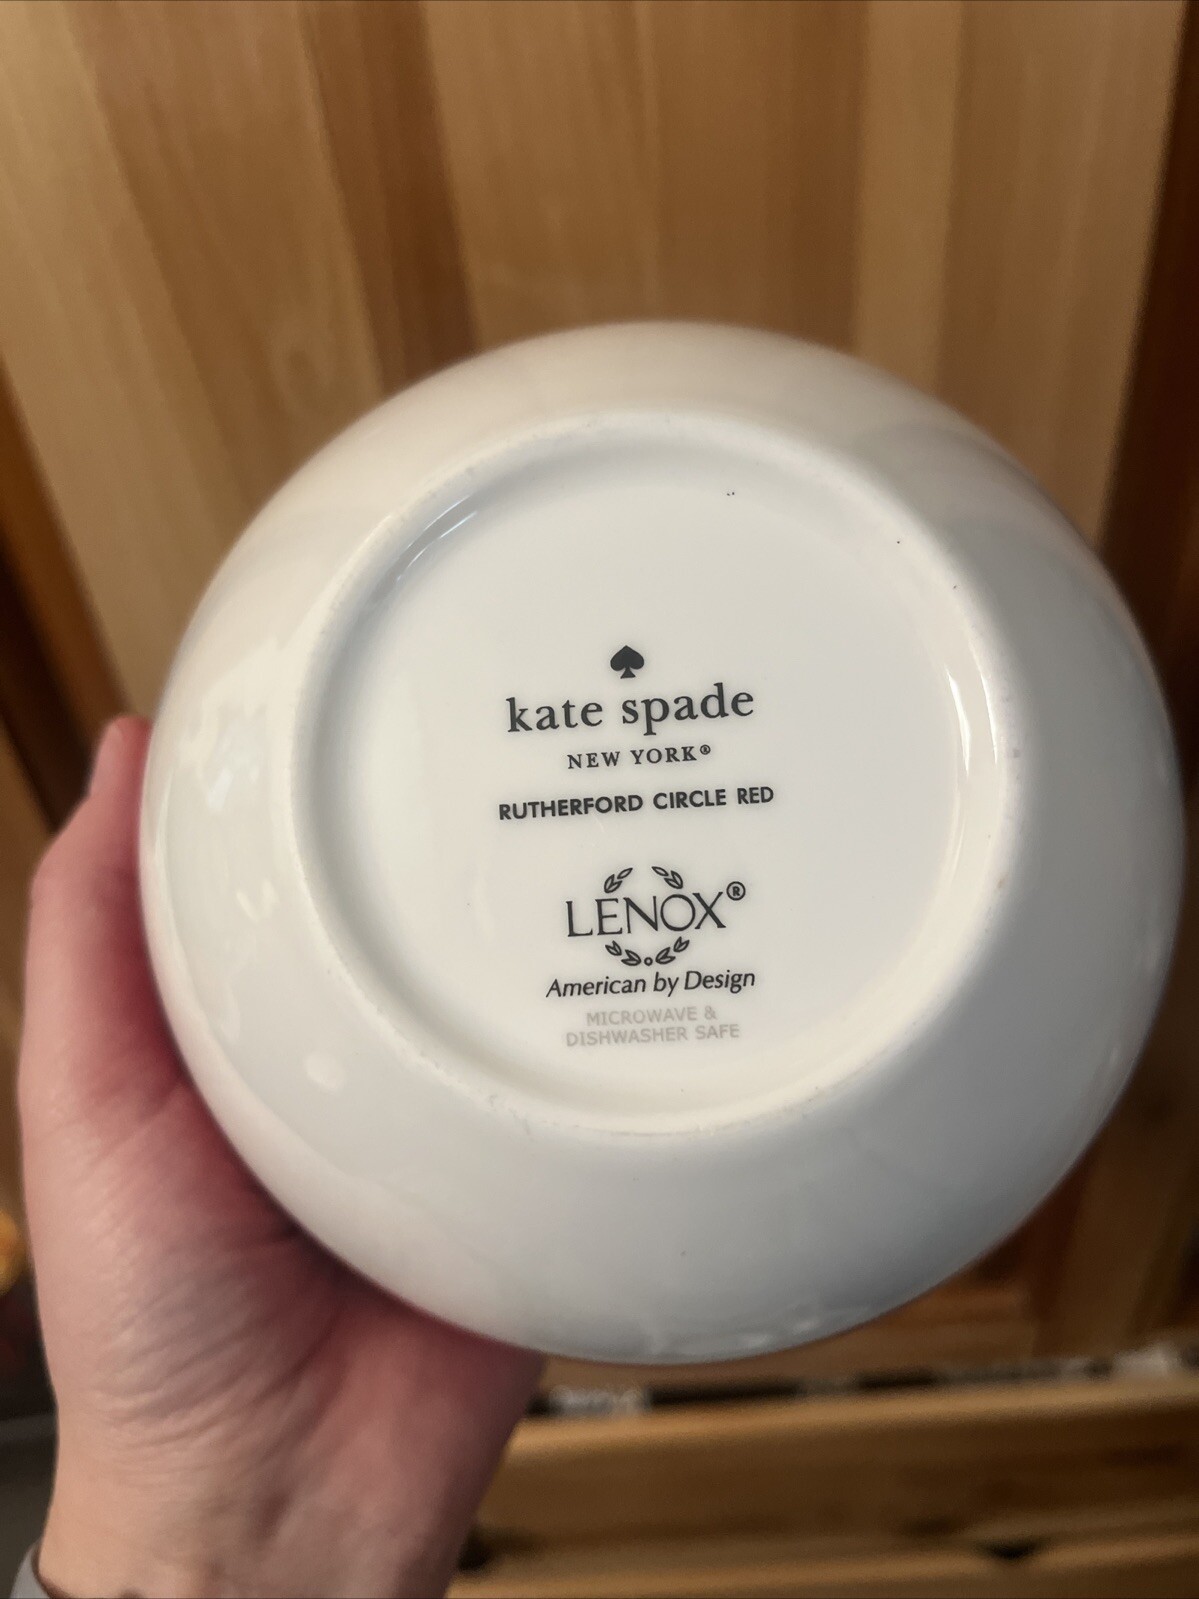 kate spade
NEW YORK®
RUTHERFORD CIRCLE RED
LENOX®
American by Design
MICROWAVE &
DISHWASHER SAFE